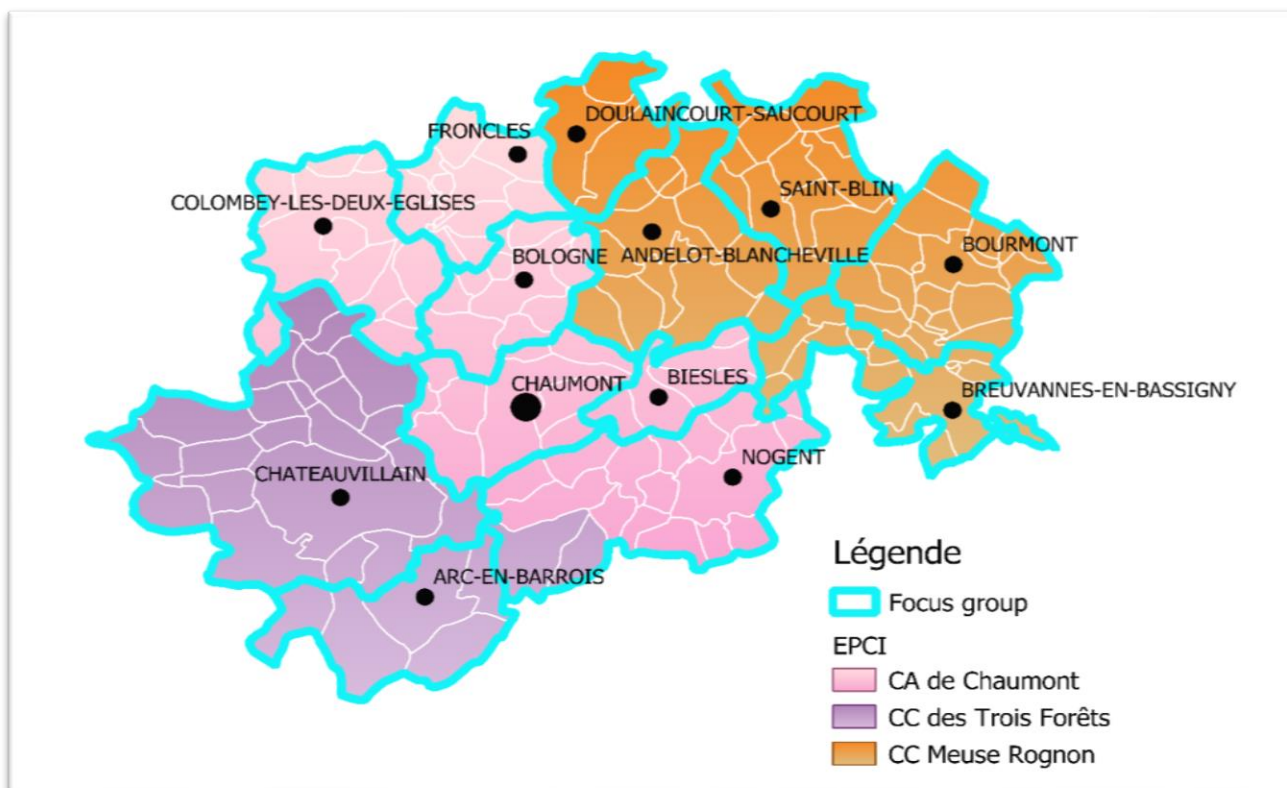 DOULAINCOURT-SAUCOURT
FRONCLES
SAINT-BLIN
COLOMBEY-LES-DEUX-EGLISES
BOURMONT
BOLOGNE
ANDELOT-BLANCHEVILLE
BIESLES
CHAUMONT
BREUVANNES-EN-BASSIGNY
NOGENT
CHATEAUVILLAIN
ARC-EN-BARROIS
Légende
Focus group
EPCI
CA de Chaumont
CC des Trois Forêts
CC Meuse Rognon